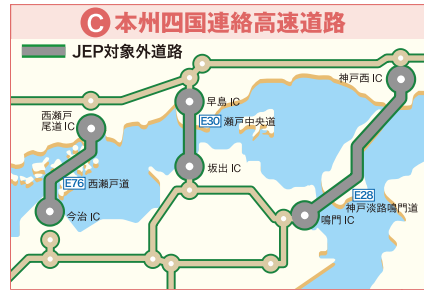 C 本州四国連絡高速道路
JEP対象外道路
神戸西 IC
西瀬戸
尾道 IC
早島 IC
E30 瀬戸中央道
坂出 IC
E76 西瀬戸道
E28
神戸淡路鳴門道
今治 IC
鳴門 IC